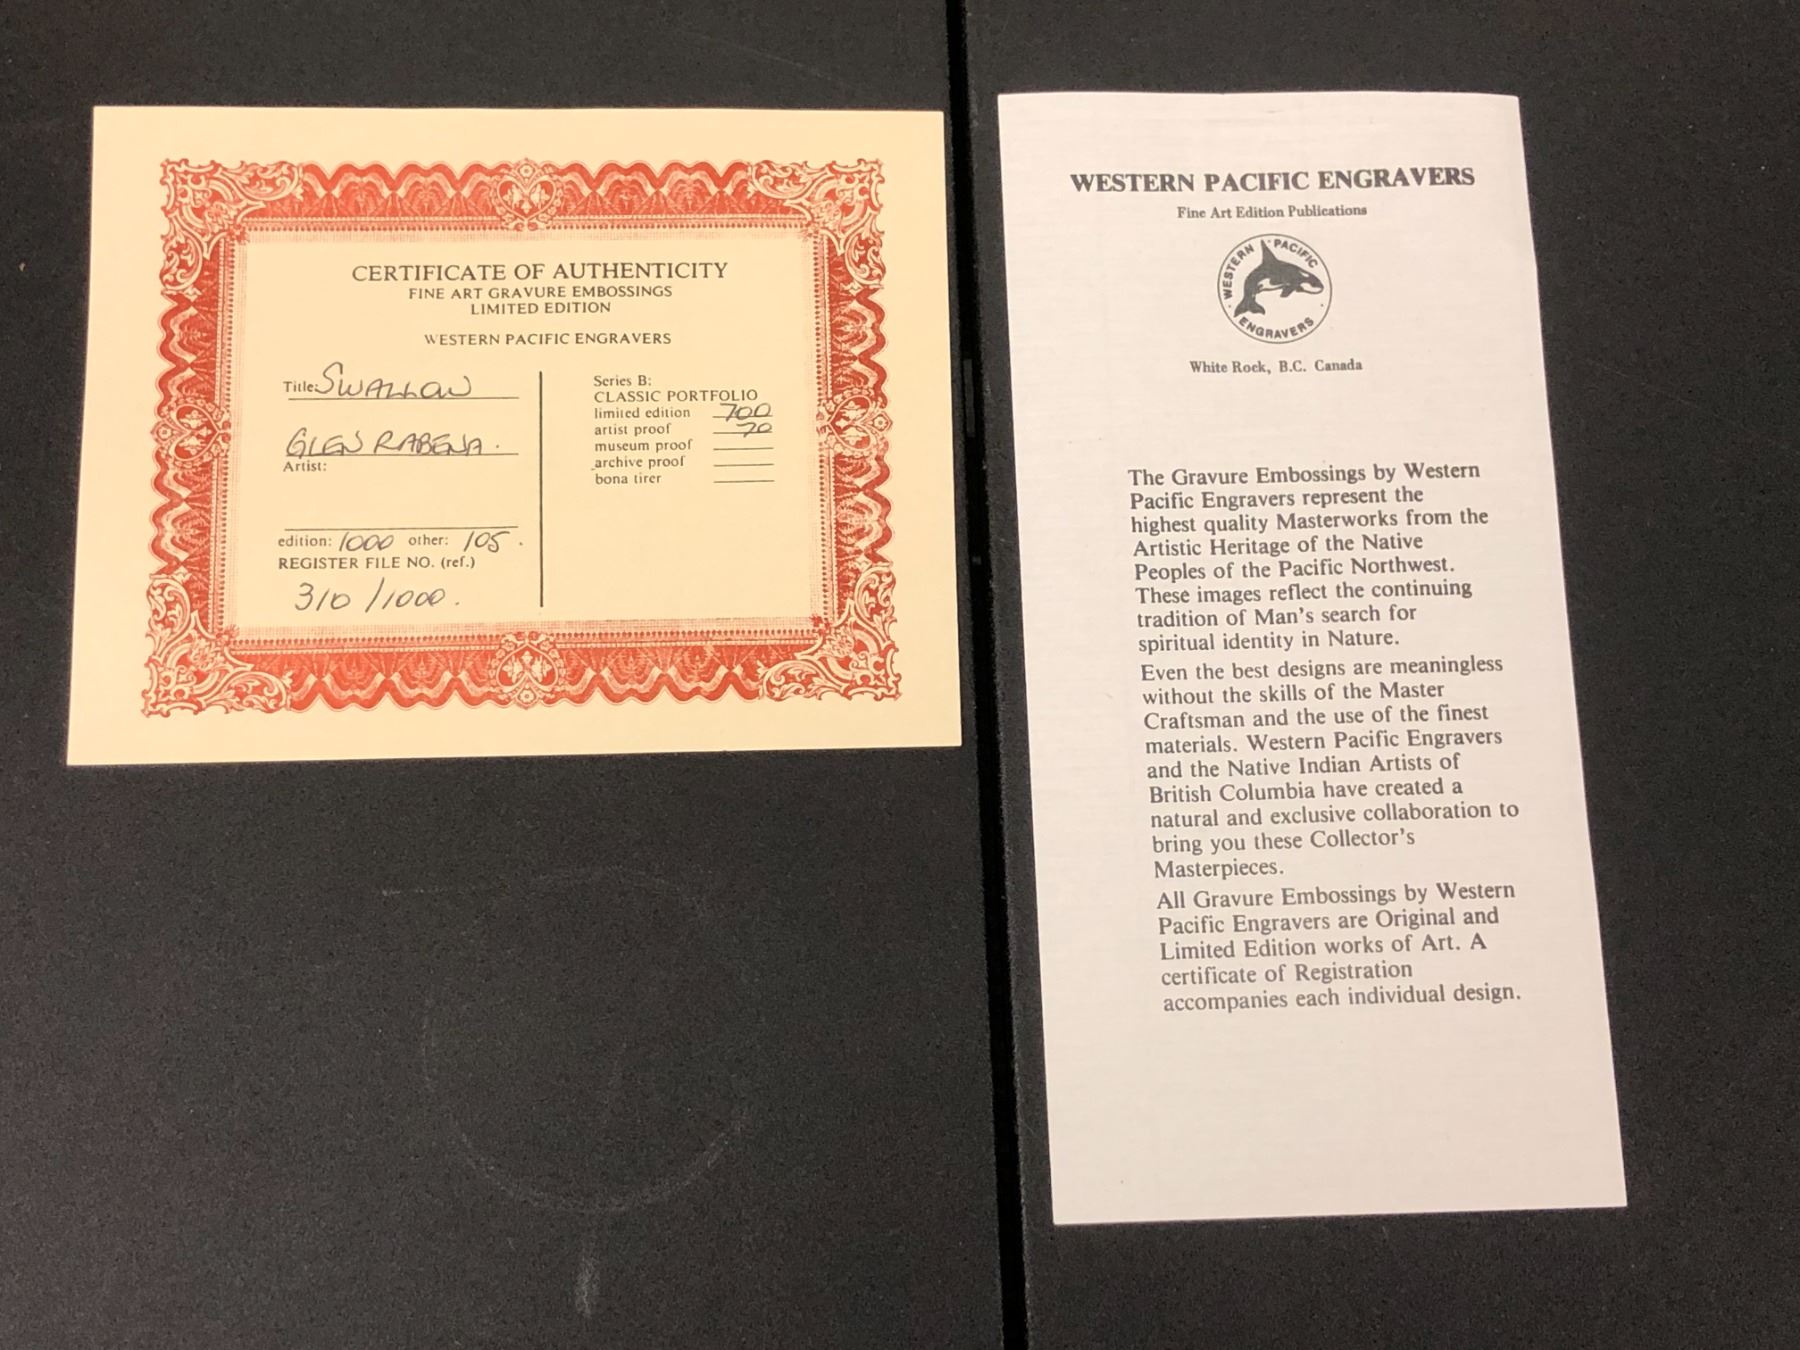 CERTIFICATE OF AUTHENTICITY
FINE ART GRAVURE EMBOSSINGS
LIMITED EDITION
WESTERN PACIFIC ENGRAVERS
Title: SWALLOW
GLEN RABENA.
Artist:
edition: 1000 other: 105.
REGISTER FILE NO. (ref.)
310/1000.
Series B:
CLASSIC PORTFOLIO
limited edition 700
artist proof 70
museum proof
archive proof
bona tirer
WESTERN PACIFIC ENGRAVERS
Fine Art Edition Publications
WESTERN PACIFIC
ENGRAVERS
White Rock, B.C. Canada
The Gravure Embossings by Western
Pacific Engravers represent the
highest quality Masterworks from the
Artistic Heritage of the Native
Peoples of the Pacific Northwest.
These images reflect the continuing
tradition of Man's search for
spiritual identity in Nature.
Even the best designs are meaningless
without the skills of the Master
Craftsman and the use of the finest
materials. Western Pacific Engravers
and the Native Indian Artists of
British Columbia have created a
natural and exclusive collaboration to
bring you these Collector's
Masterpieces.
All Gravure Embossings by Western
Pacific Engravers are Original and
Limited Edition works of Art. A
certificate of Registration
accompanies each individual design.